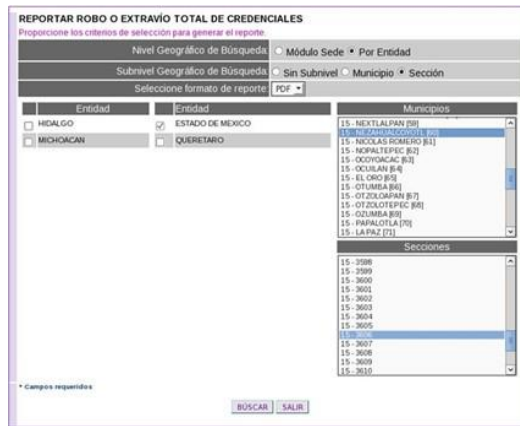 REPORTAR ROBO O EXTRAVÍO TOTAL DE CREDENCIALES
Proporcione los criterios de selección para generar el reporte
Nivel Geográfico de Búsqueda: Módulo Sede Por Entidad
Subnivel Geográfico de Búsqueda: Sin Subnivel Municipio Sección
Seleccione formato de reporte: PDF
Entidad Entidad
HIDALGO ESTADO DE MEXICO
MICHOACAN QUERETARO
Municipios
15 - NEXTLALPAN [59]
15 - NEZAHUALCOYOTL [60]
15 - NICOLAS ROMERO [61]
15 - NOPALTEPEC [62]
15 - OCOYOACAC [63]
15 - OCUILAN [64]
15 - EL ORO [65]
15 - OTUMBA [66]
15 - OTZOLOAPAN [67]
15 - OTZOLOTEPEC [68]
15 - OZUMBA [69]
15 - PAPALOTLA [70]
15 - LA PAZ [71]
Secciones
15 - 3598
15 - 3599
15 - 3600
15 - 3601
15 - 3602
15 - 3603
15 - 3604
15 - 3605
15 - 3606
15 - 3607
15 - 3608
15 - 3609
15 - 3610
* Campos requeridos
BUSCAR SALIR